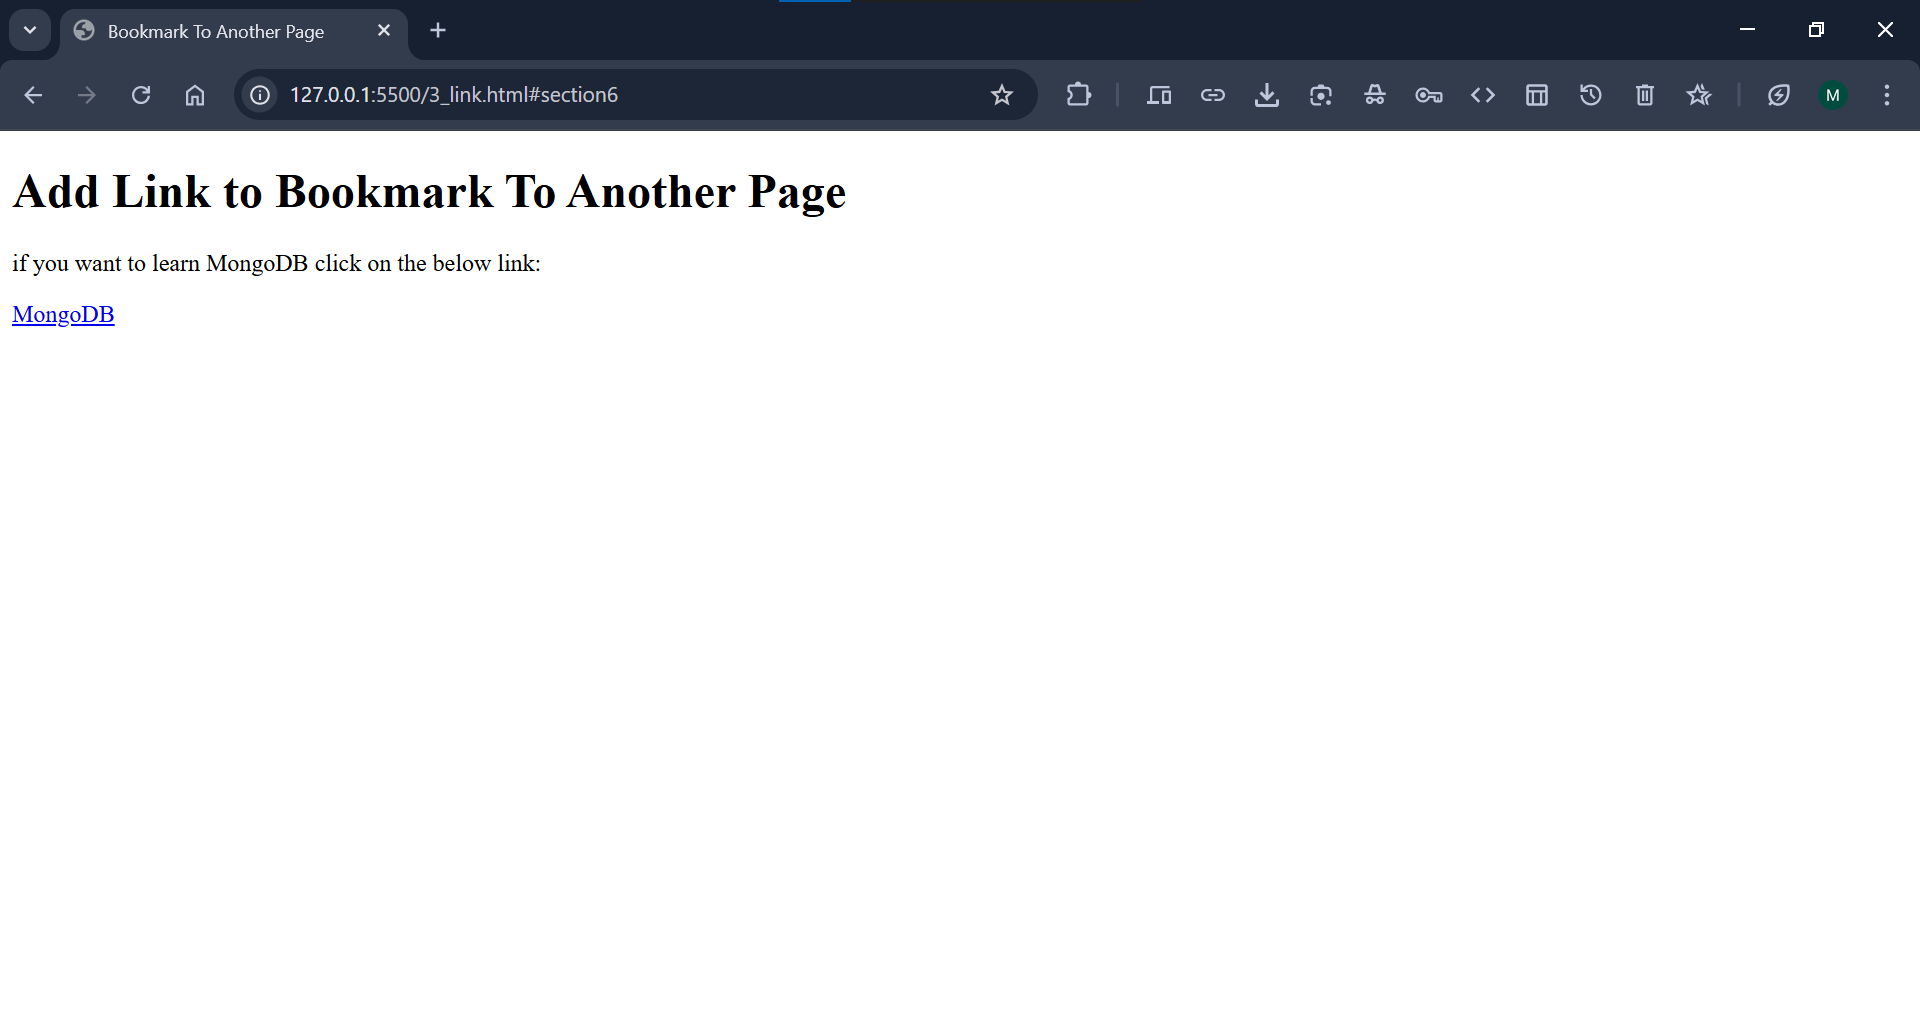 Bookmark To Another Page
127.0.0.1:5500/3_link.html#section6
M
Add Link to Bookmark To Another Page
if you want to learn MongoDB click on the below link:
MongoDB